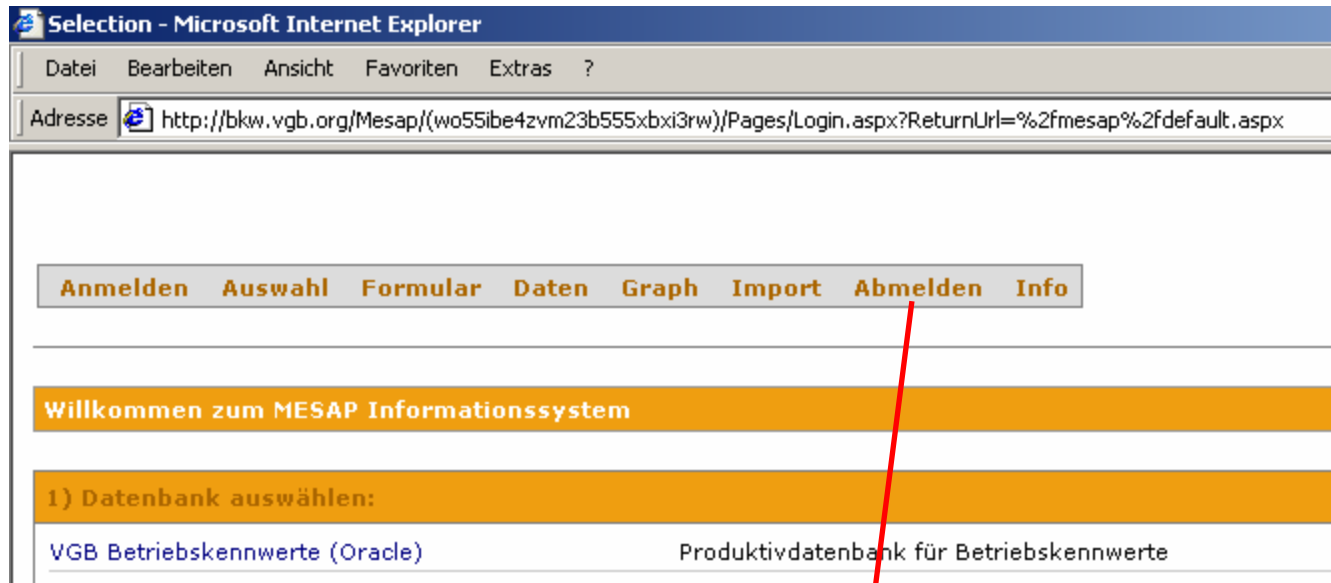 Selection - Microsoft Internet Explorer
Datei Bearbeiten Ansicht Favoriten Extras ?
Adresse http://bkw.vgb.org/Mesap/(wo55ibe4zvm23b555xbxi3rw)/Pages/Login.aspx?ReturnUrl=%2fmesap%2fdefault.aspx
Anmelden Auswahl Formular Daten Graph Import Abmelden Info
Willkommen zum MESAP Informationssystem
1) Datenbank auswählen:
VGB Betriebskennwerte (Oracle) Produktivdatenbank für Betriebskennwerte